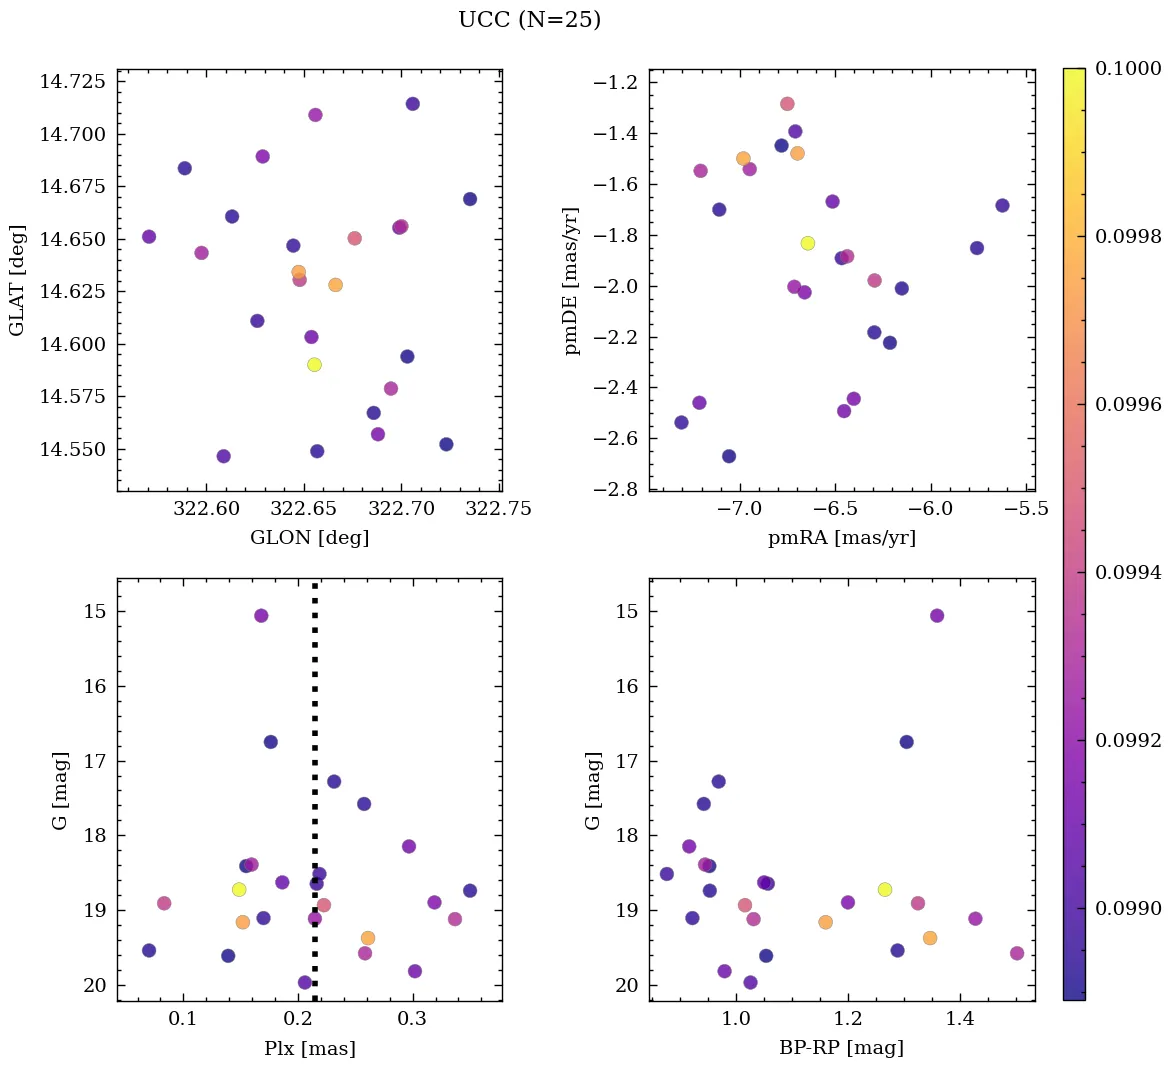 UCC (N=25)
14.725
14.700
14.675
14.650
14.625
14.600
14.575
14.550
GLAT [deg]
322.60 322.65 322.70 322.75
GLON [deg]
−1.2
−1.4
−1.6
−1.8
−2.0
−2.2
−2.4
−2.6
−2.8
pmDE [mas/yr]
−7.0 −6.5 −6.0 −5.5
pmRA [mas/yr]
0.1000
0.0998
0.0996
0.0994
0.0992
0.0990
15
16
17
18
19
20
G [mag]
0.1 0.2 0.3
Plx [mas]
15
16
17
18
19
20
G [mag]
1.0 1.2 1.4
BP-RP [mag]